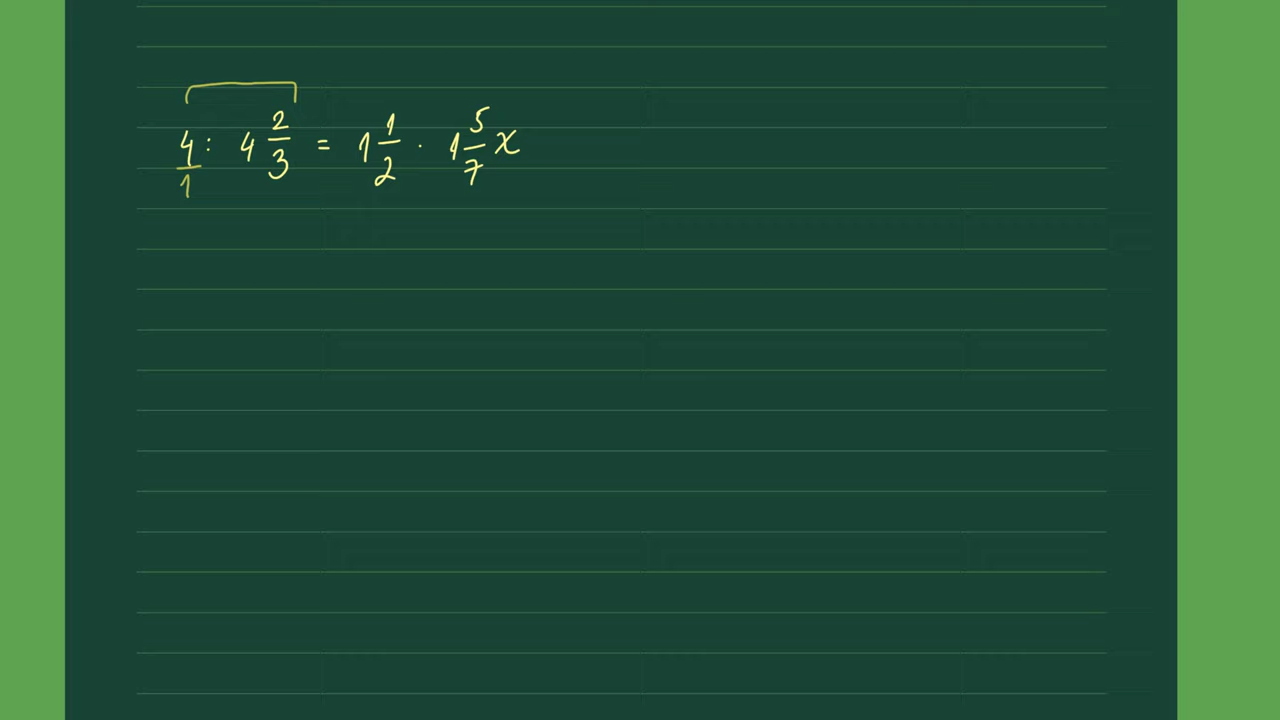 4/1 : 4 2/3 = 1 1/2 · 1 5/7 x